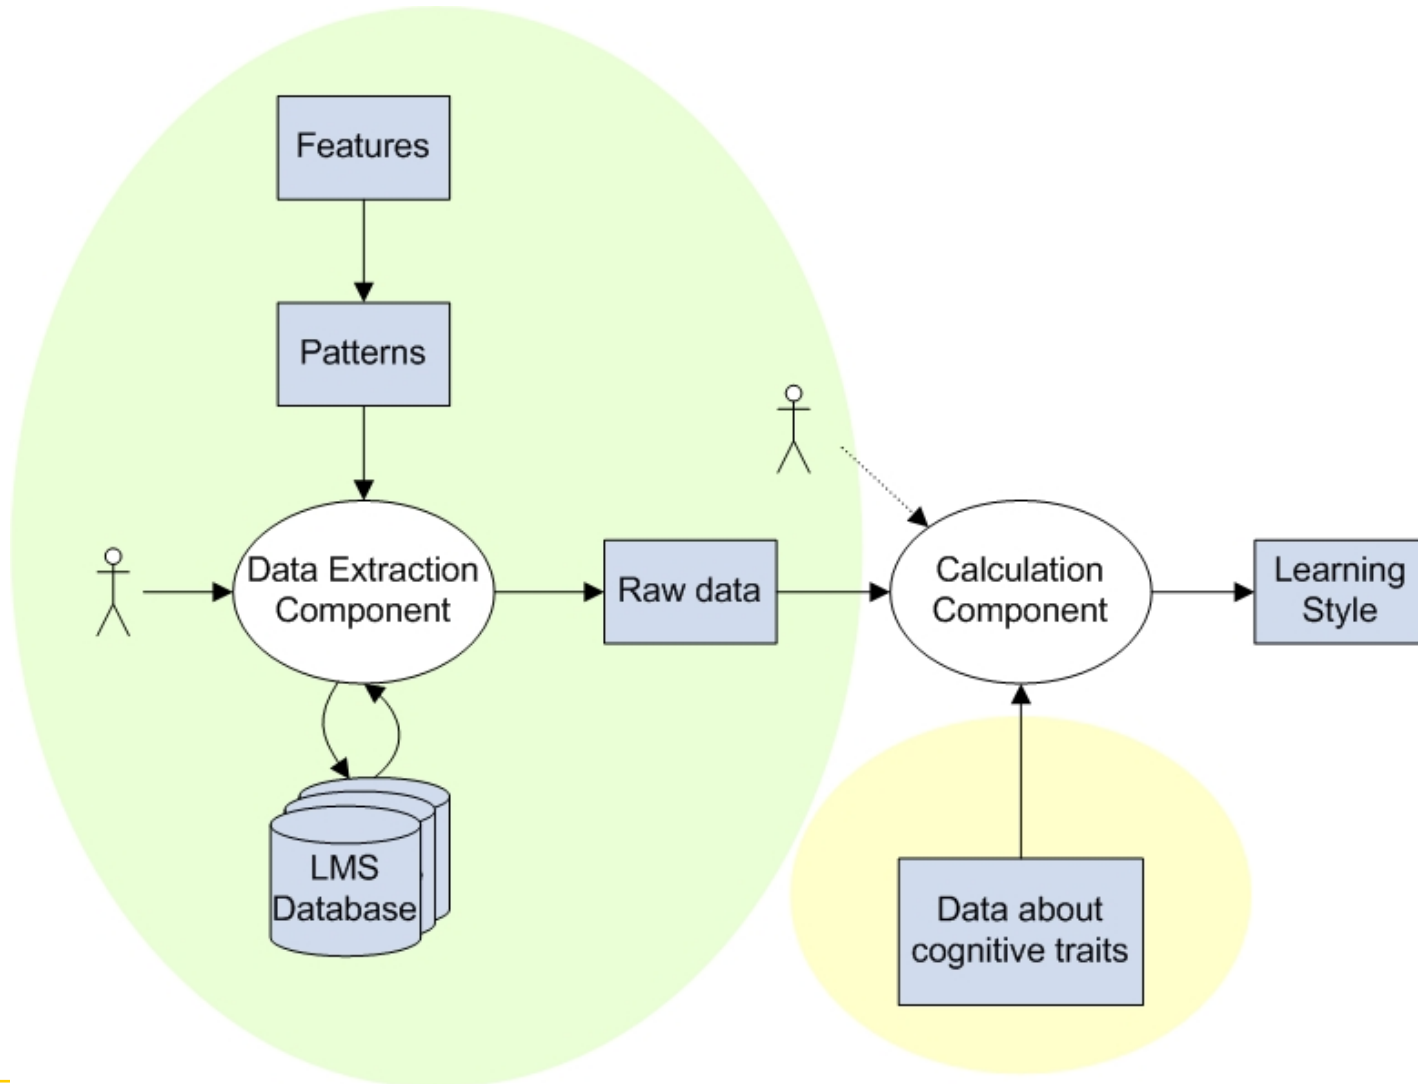 Features
Patterns
Data Extraction
Component
Raw data
Calculation
Component
Learning
Style
LMS
Database
Data about
cognitive traits